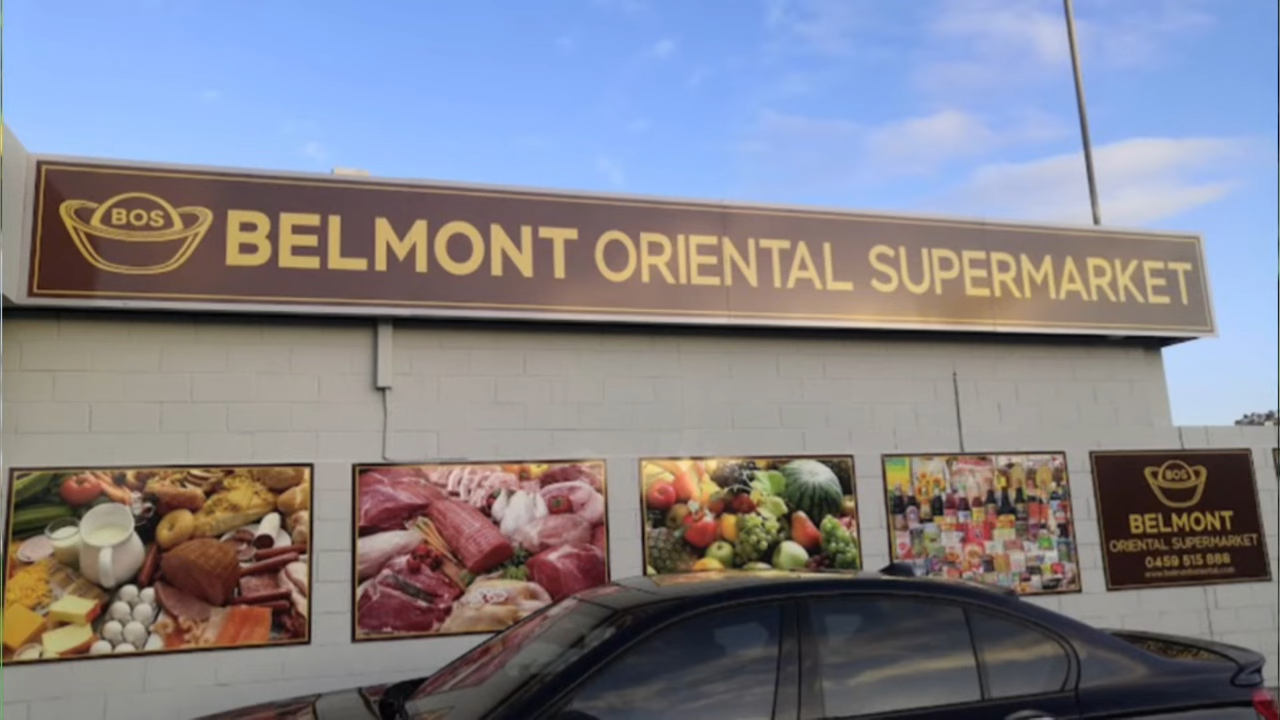 BOS
BELMONT ORIENTAL SUPERMARKET
BOS
BELMONT
ORIENTAL SUPERMARKET
0459 515 888